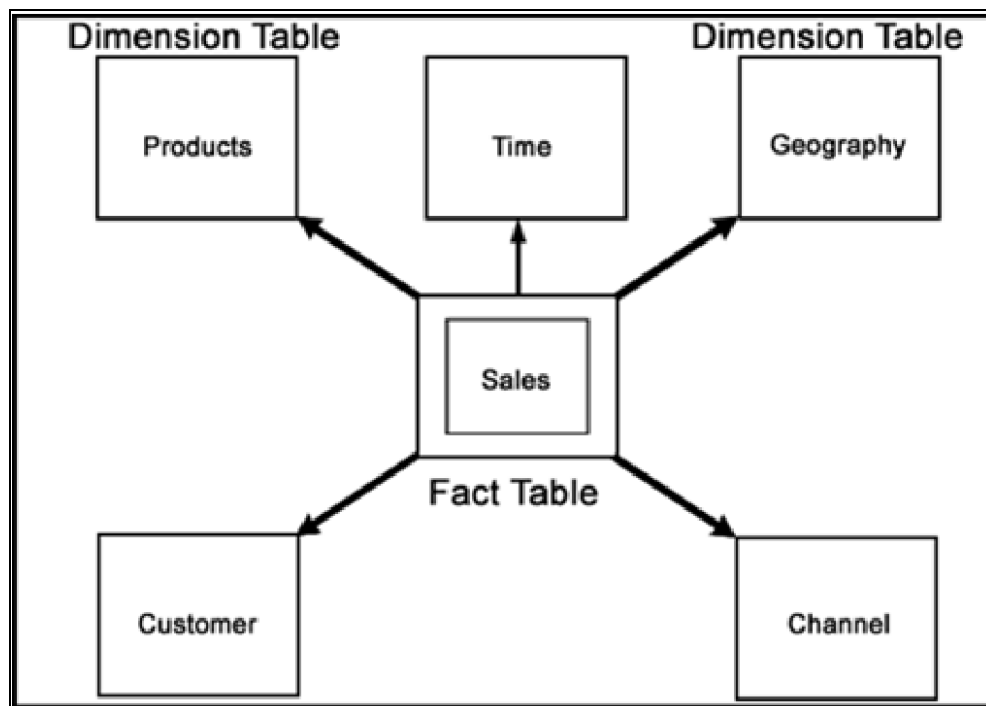 Dimension Table
Dimension Table
Products
Time
Geography
Sales
Fact Table
Customer
Channel